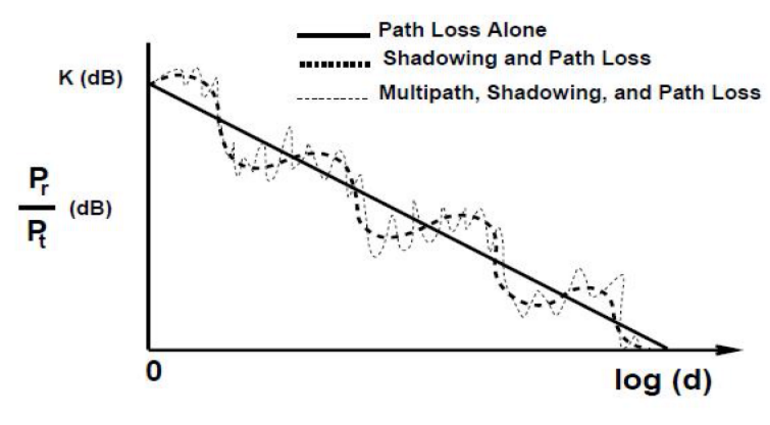 Path Loss Alone
Shadowing and Path Loss
Multipath, Shadowing, and Path Loss
K (dB)
Pr
(dB)
Pt
0
log (d)